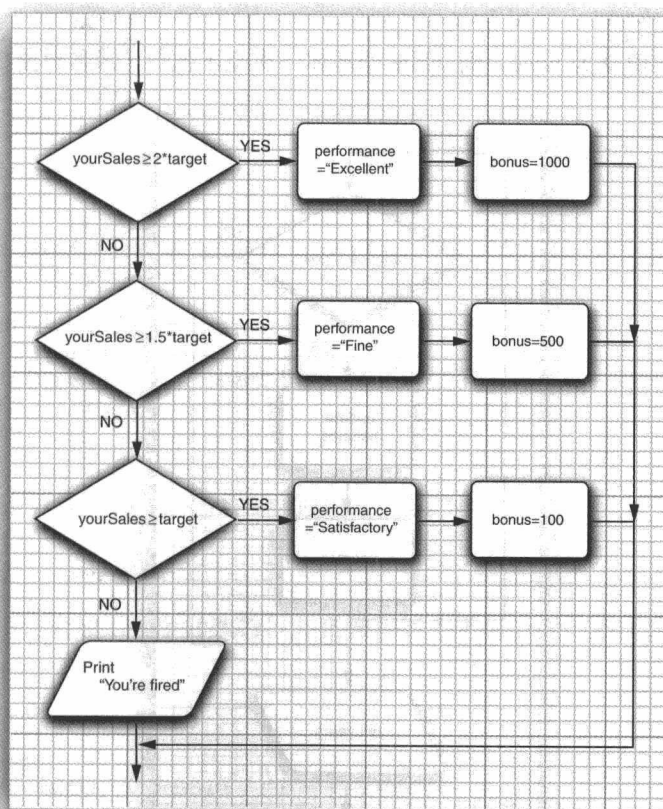 yourSales ≥ 2*target
YES
performance
="Excellent"
bonus=1000
NO
yourSales ≥ 1.5*target
YES
performance
="Fine"
bonus=500
NO
yourSales ≥ target
YES
performance
="Satisfactory"
bonus=100
NO
Print
"You're fired"